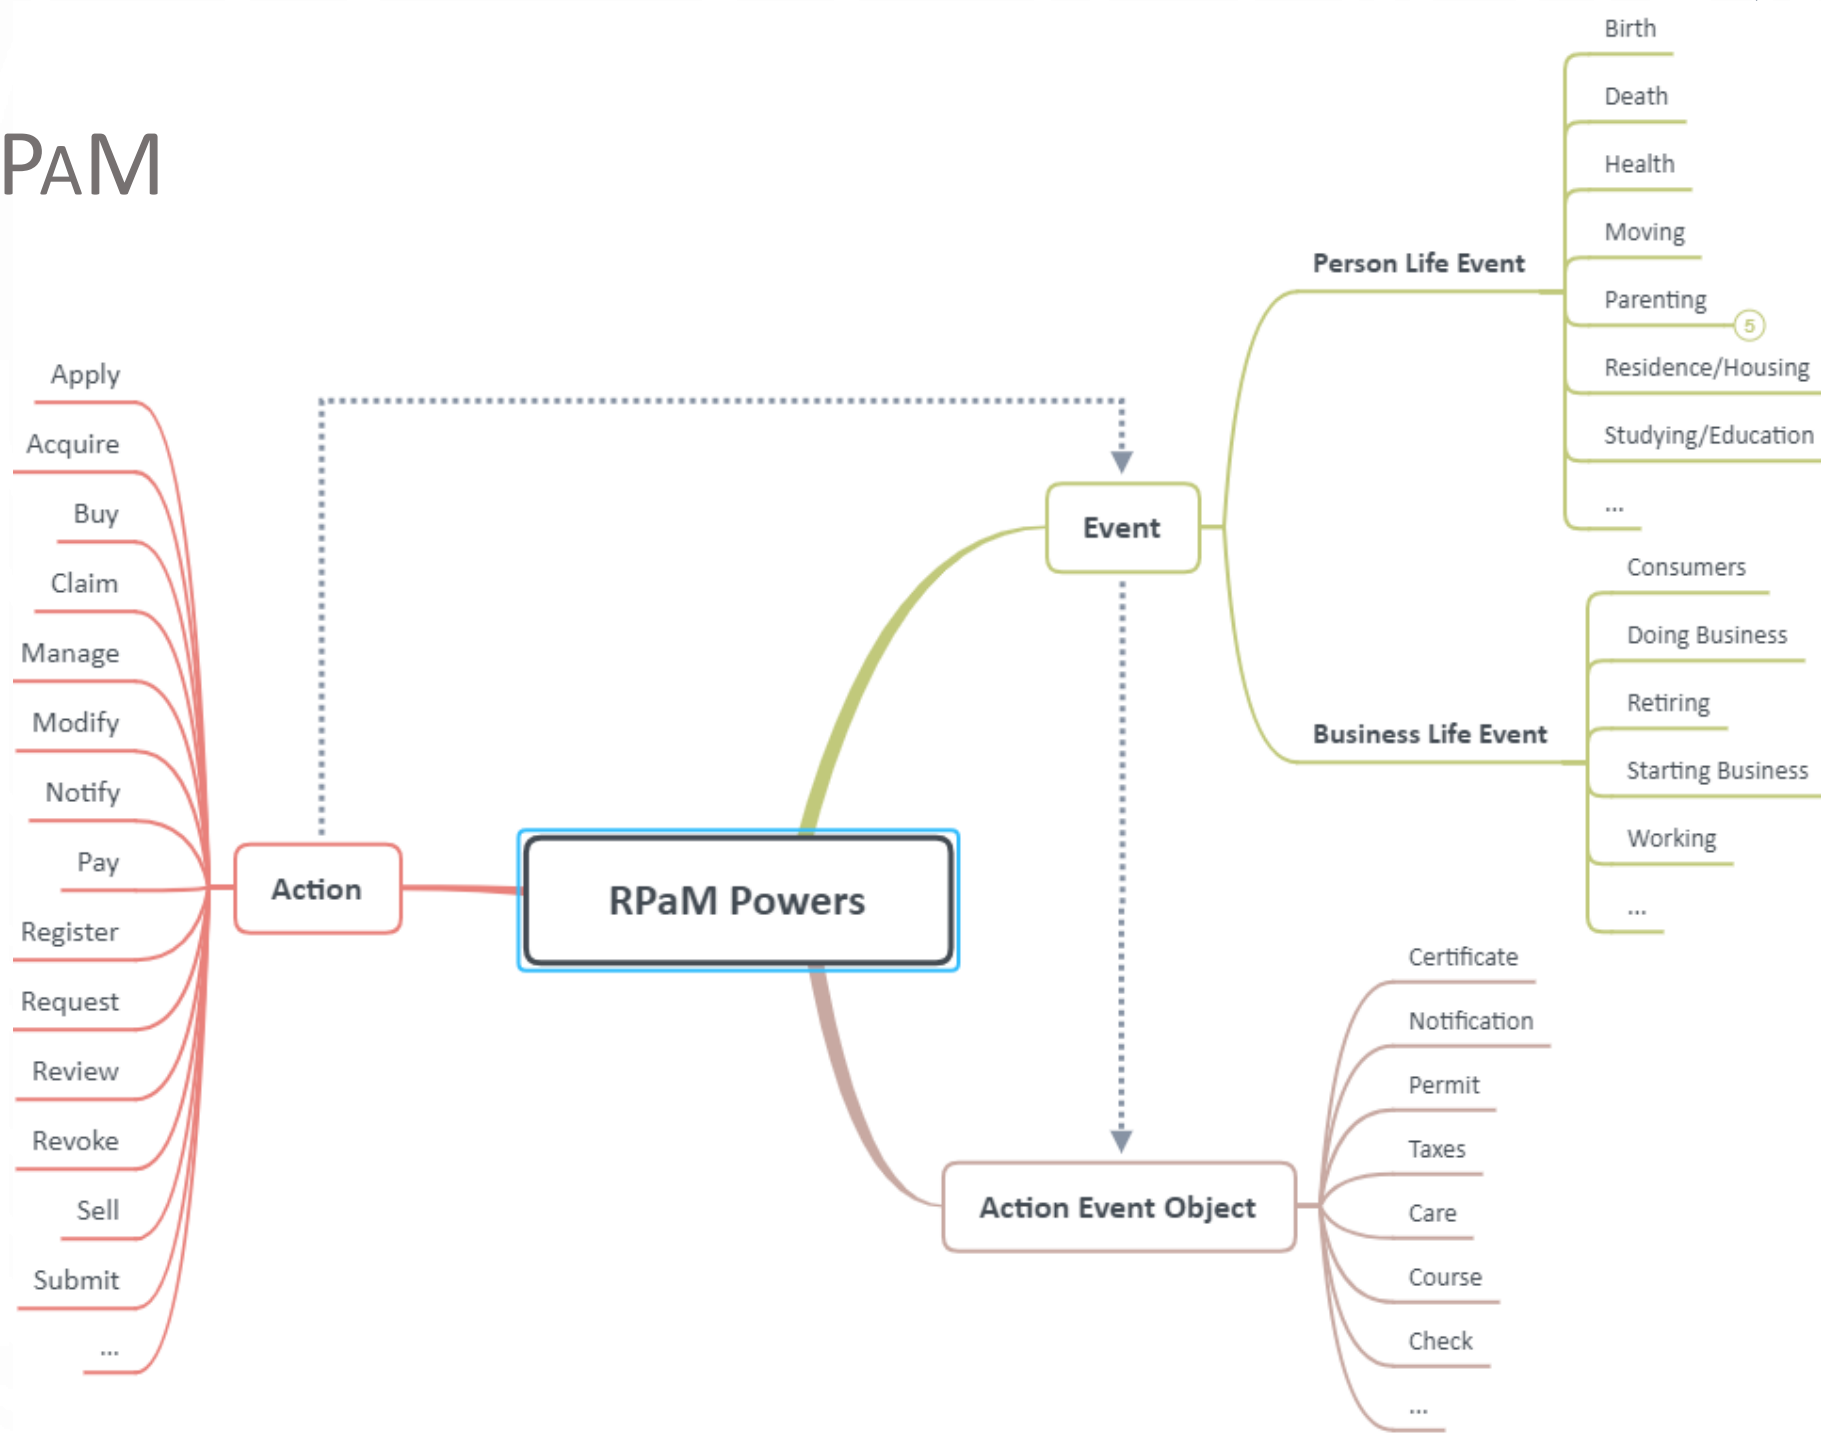 PAM
Apply
Acquire
Buy
Claim
Manage
Modify
Notify
Pay
Register
Request
Review
Revoke
Sell
Submit
...
Action
RPaM Powers
Event
Person Life Event
Birth
Death
Health
Moving
Parenting
5
Residence/Housing
Studying/Education
...
Business Life Event
Consumers
Doing Business
Retiring
Starting Business
Working
...
Action Event Object
Certificate
Notification
Permit
Taxes
Care
Course
Check
...